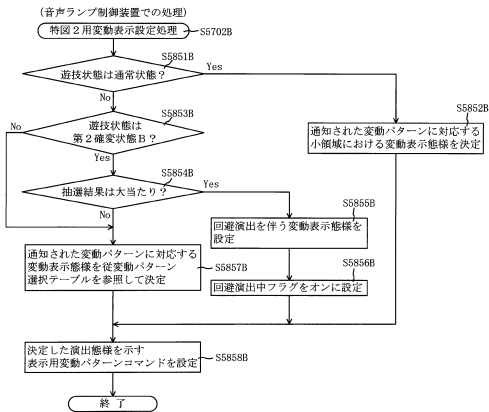 (音声ランプ制御装置での処理)
特図２用変動表示設定処理
S5702B
S5851B
遊技状態は通常状態？
Yes
No
S5853B
遊技状態は
第２確変状態Ｂ？
No
Yes
S5852B
通知された変動パターンに対応する
小領域における変動表示態様を決定
S5854B
抽選結果は大当たり？
Yes
No
S5855B
回避演出を伴う変動表示態様を
設定
通知された変動パターンに対応する
変動表示態様を従変動パターン
選択テーブルを参照して決定
S5857B
S5856B
回避演出中フラグをオンに設定
決定した演出態様を示す
表示用変動パターンコマンドを設定
S5858B
終了